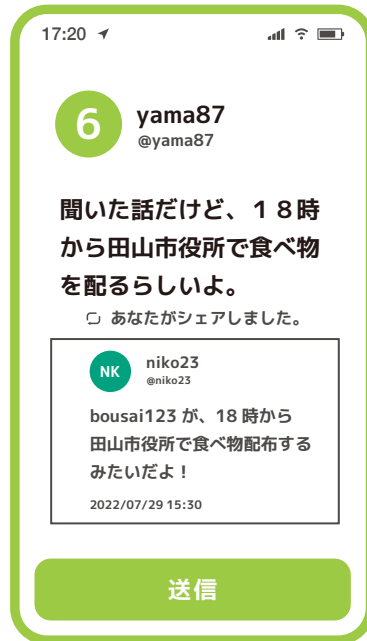 17:20
6
yama87
@yama87
聞いた話だけど、１８時
から田山市役所で食べ物
を配るらしいよ。
あなたがシェアしました。
NK
niko23
@niko23
bousai123 が、18 時から
田山市役所で食べ物配布する
みたいだよ！
2022/07/29 15:30
送信